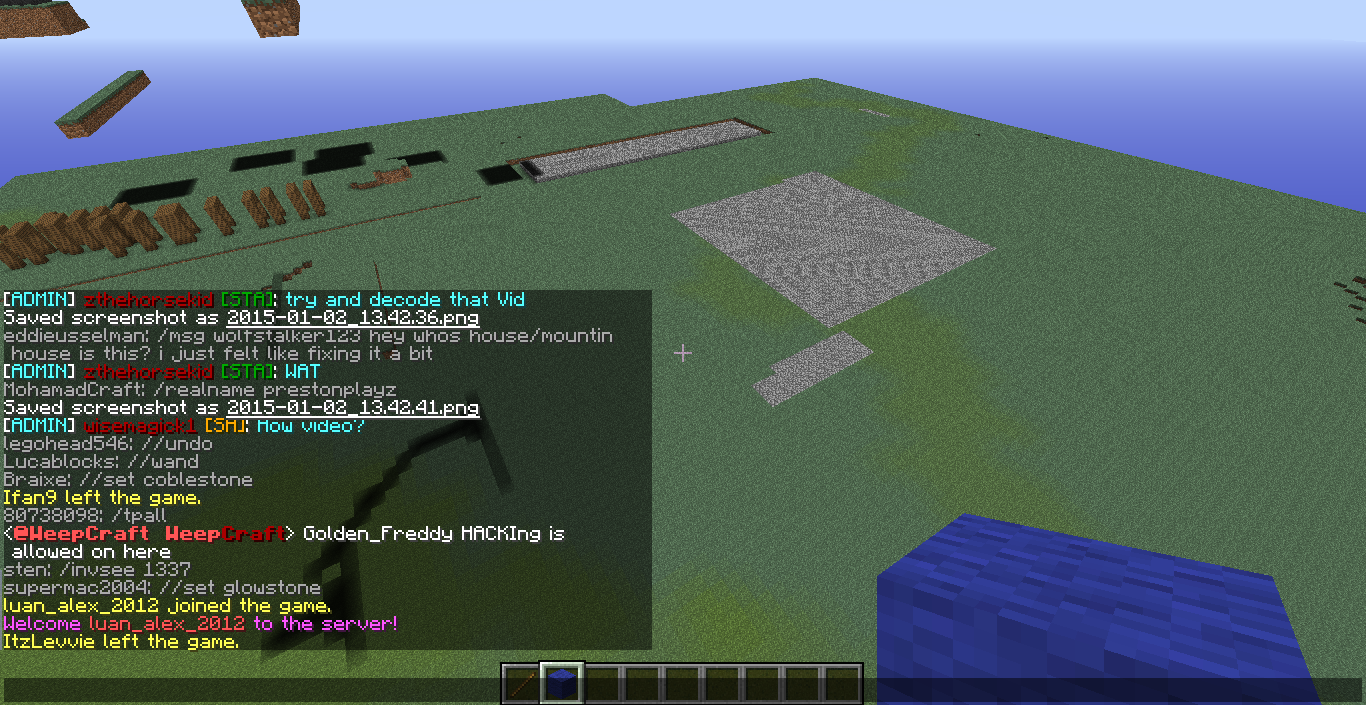 [ADMIN] zthehorsekid [STA]: try and decode that Vid
Saved screenshot as 2015-01-02_13.42.36.png
eddieusselman: /msg wolfstalker123 hey whos house/mountin
house is this? i just felt like fixing it a bit
[ADMIN] zthehorsekid [STA]: WAT
MohamadCraft: /realname prestonplayz
Saved screenshot as 2015-01-02_13.42.41.png
[ADMIN] wisemagick1 [SA]: How video?
legohead546: //undo
Lucablocks: //wand
Braixe: //set coblestone
Ifan9 left the game.
80738098: /tpall
<@WeepCraft WeepCraft> Golden_Freddy HACKIng is
allowed on here
sten: /invsee 1337
supermac2004: //set glowstone
luan_alex_2012 joined the game.
Welcome luan_alex_2012 to the server!
ItzLevvie left the game.